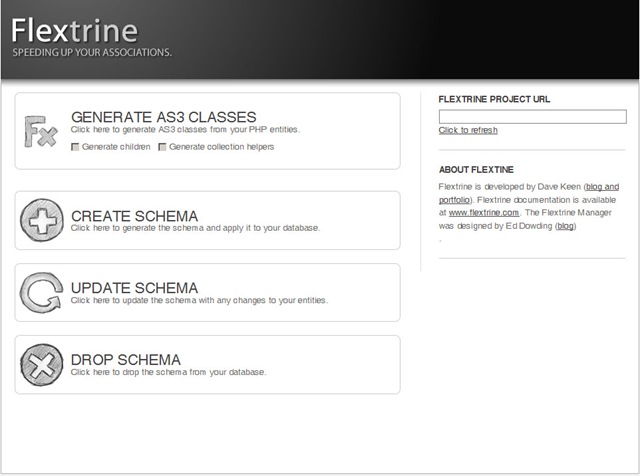 Flextrine
SPEEDING UP YOUR ASSOCIATIONS.
Fx
GENERATE AS3 CLASSES
Click here to generate AS3 classes from your PHP entities.
Generate children Generate collection helpers
CREATE SCHEMA
Click here to generate the schema and apply it to your database.
UPDATE SCHEMA
Click here to update the schema with any changes to your entities.
DROP SCHEMA
Click here to drop the schema from your database.
FLEXTRINE PROJECT URL
Click to refresh
ABOUT FLEXTINE
Flextrine is developed by Dave Keen (blog and
portfolio). Flextrine documentation is available
at www.flextrine.com. The Flextrine Manager
was designed by Ed Dowding (blog)
.